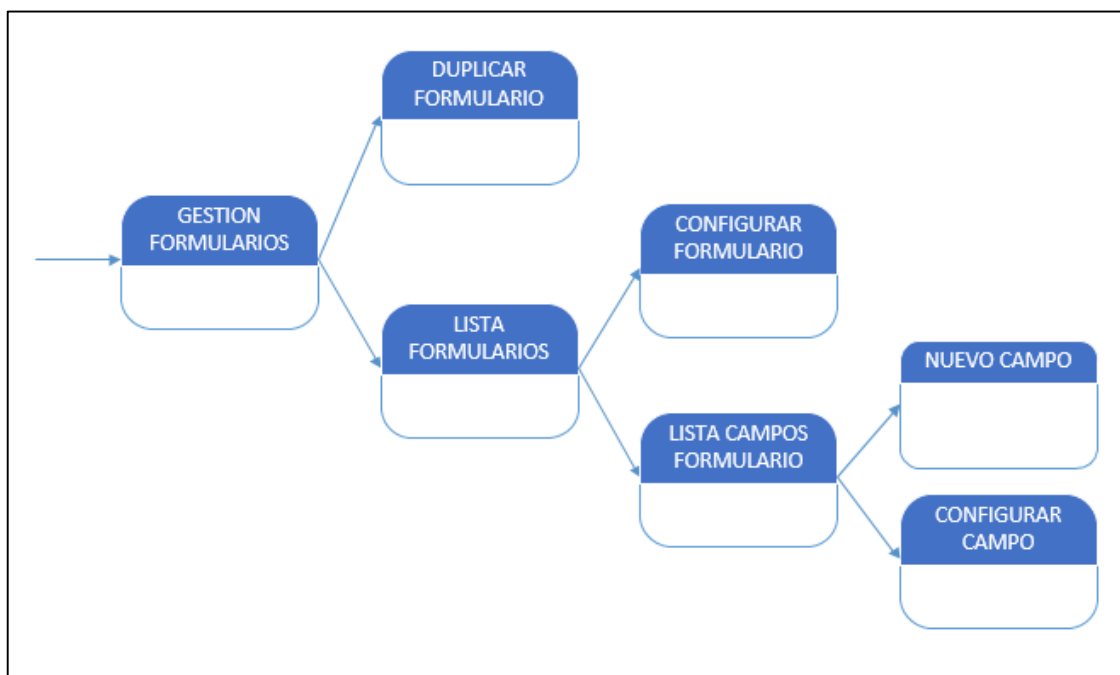 DUPLICAR
FORMULARIO
GESTION
FORMULARIOS
CONFIGURAR
FORMULARIO
LISTA
FORMULARIOS
NUEVO CAMPO
LISTA CAMPOS
FORMULARIO
CONFIGURAR
CAMPO